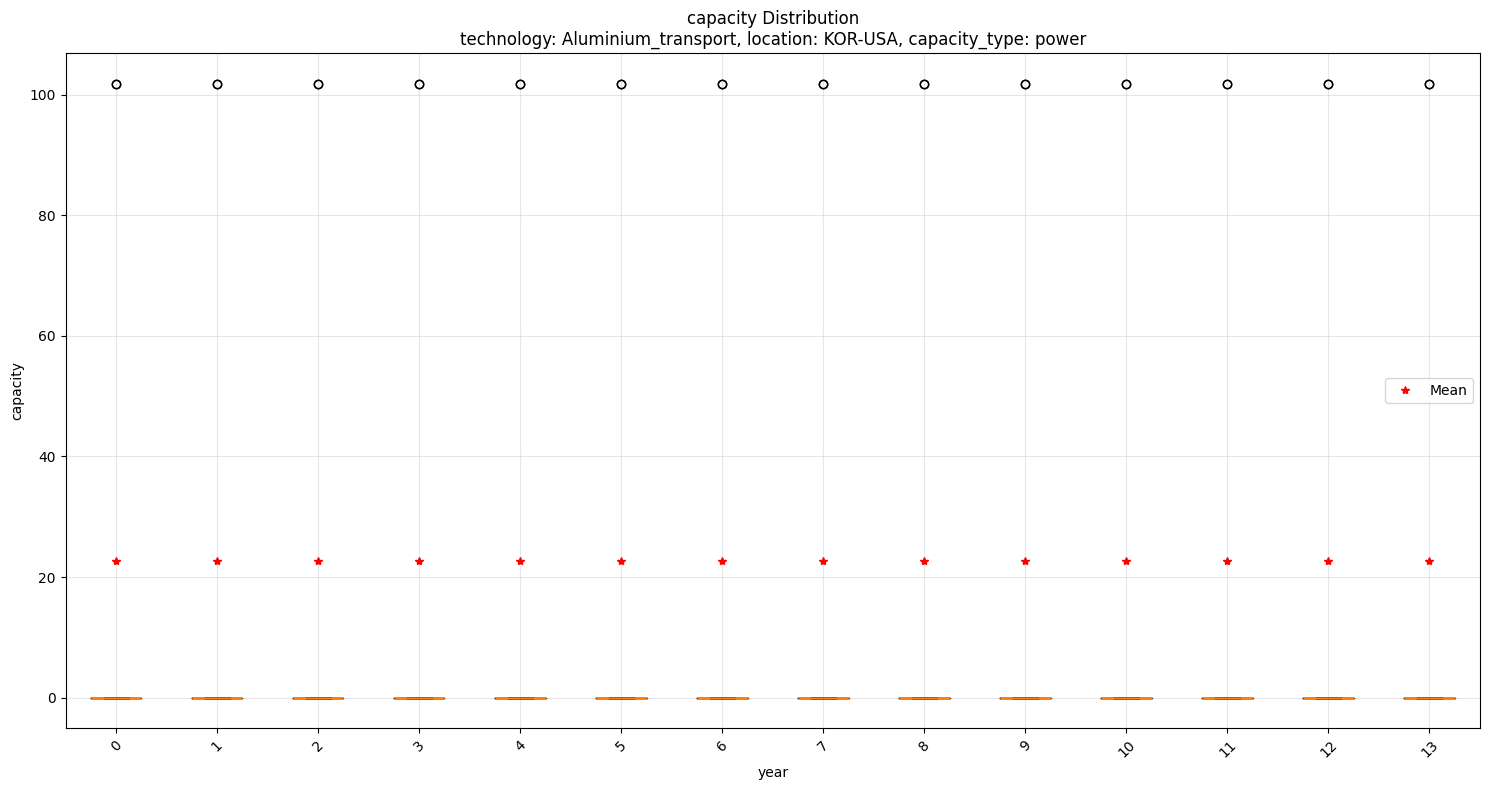 capacity Distribution
technology: Aluminium_transport, location: KOR-USA, capacity_type: power
100
80
60
40
20
0
capacity
Mean
0 1 2 3 4 5 6 7 8 9 10 11 12 13
year